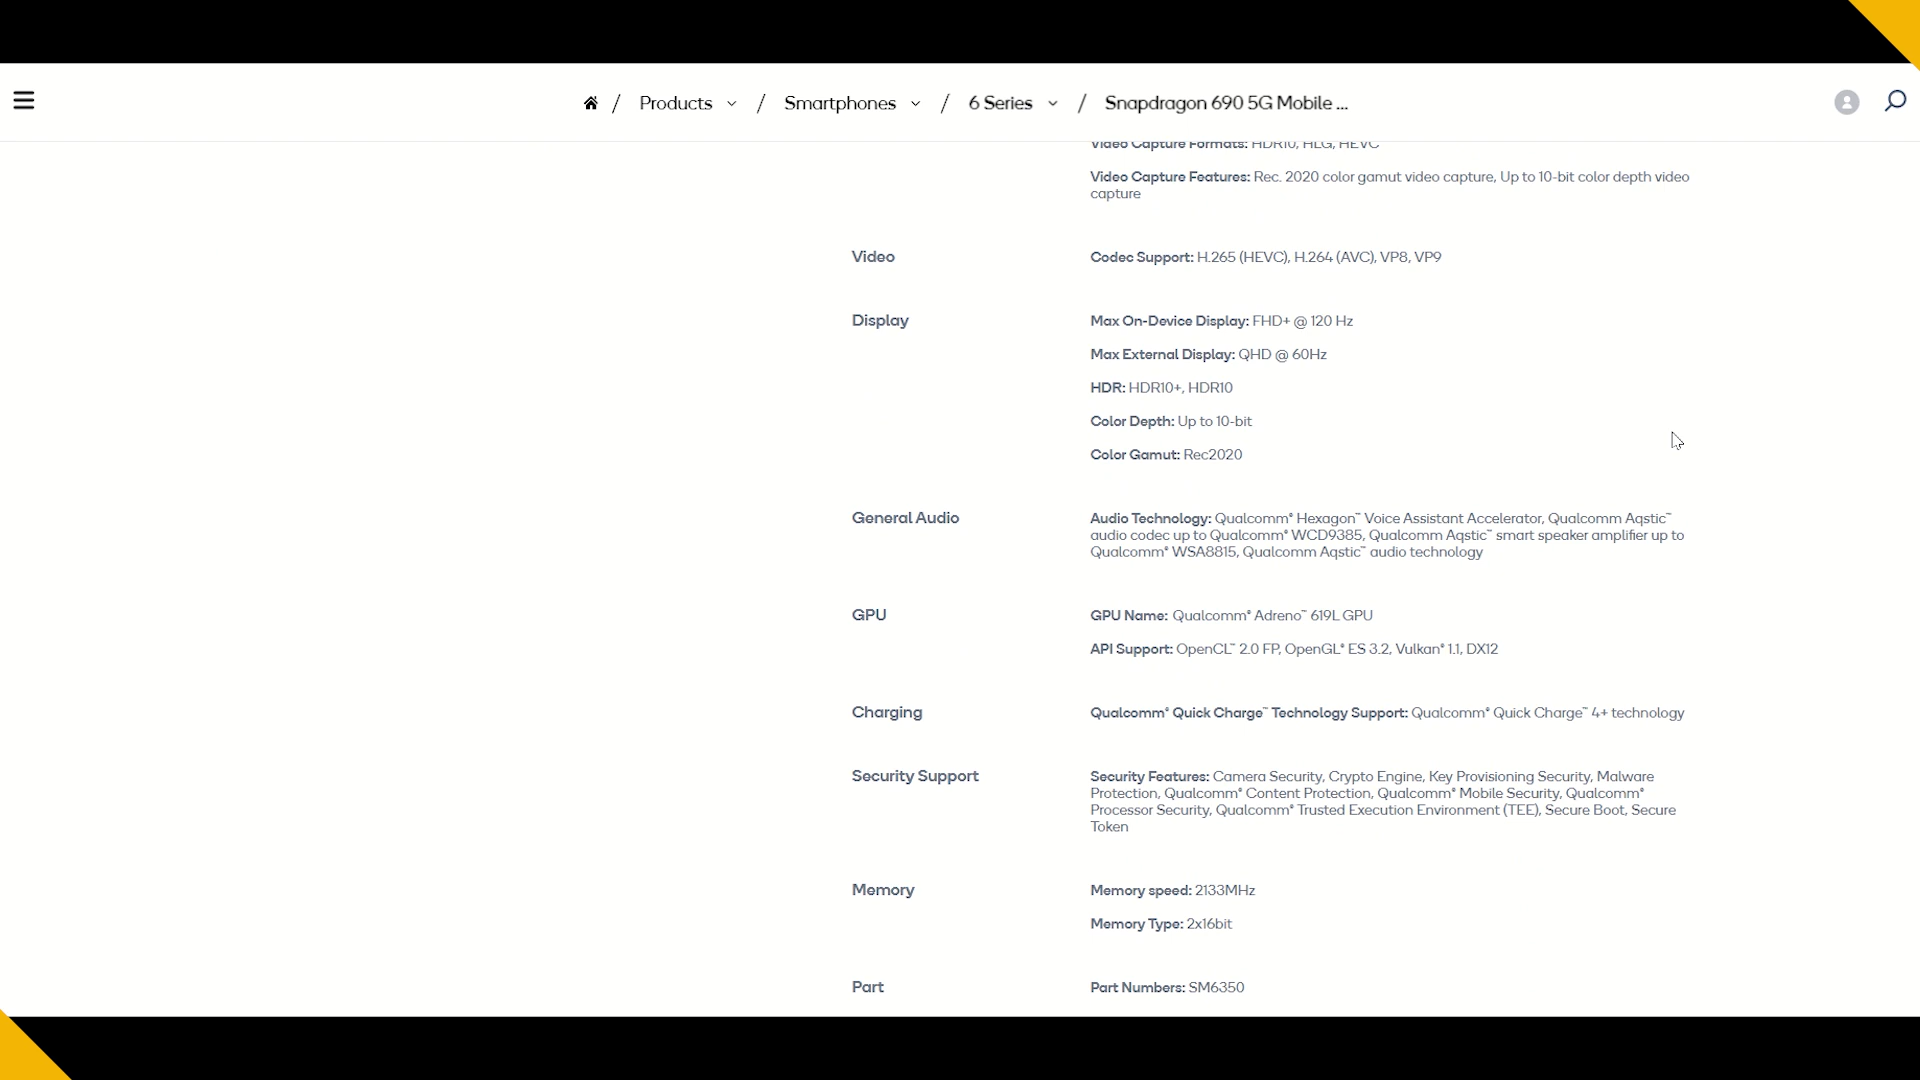 / Products / Smartphones / 6 Series / Snapdragon 690 5G Mobile ...
Video Capture Formats: HDR10, HLG, HEVC
Video Capture Features: Rec. 2020 color gamut video capture, Up to 10-bit color depth video
capture
Video
Codec Support: H.265 (HEVC), H.264 (AVC), VP8, VP9
Display
Max On-Device Display: FHD+ @ 120 Hz
Max External Display: QHD @ 60Hz
HDR: HDR10+, HDR10
Color Depth: Up to 10-bit
Color Gamut: Rec2020
General Audio
Audio Technology: Qualcomm® Hexagon™ Voice Assistant Accelerator, Qualcomm Aqstic™
audio codec up to Qualcomm® WCD9385, Qualcomm Aqstic™ smart speaker amplifier up to
Qualcomm® WSA8815, Qualcomm Aqstic™ audio technology
GPU
GPU Name: Qualcomm® Adreno™ 619L GPU
API Support: OpenCL™ 2.0 FP, OpenGL® ES 3.2, Vulkan® 1.1, DX12
Charging
Qualcomm® Quick Charge™ Technology Support: Qualcomm® Quick Charge™ 4+ technology
Security Support
Security Features: Camera Security, Crypto Engine, Key Provisioning Security, Malware
Protection, Qualcomm® Content Protection, Qualcomm® Mobile Security, Qualcomm®
Processor Security, Qualcomm® Trusted Execution Environment (TEE), Secure Boot, Secure
Token
Memory
Memory speed: 2133MHz
Memory Type: 2x16bit
Part
Part Numbers: SM6350